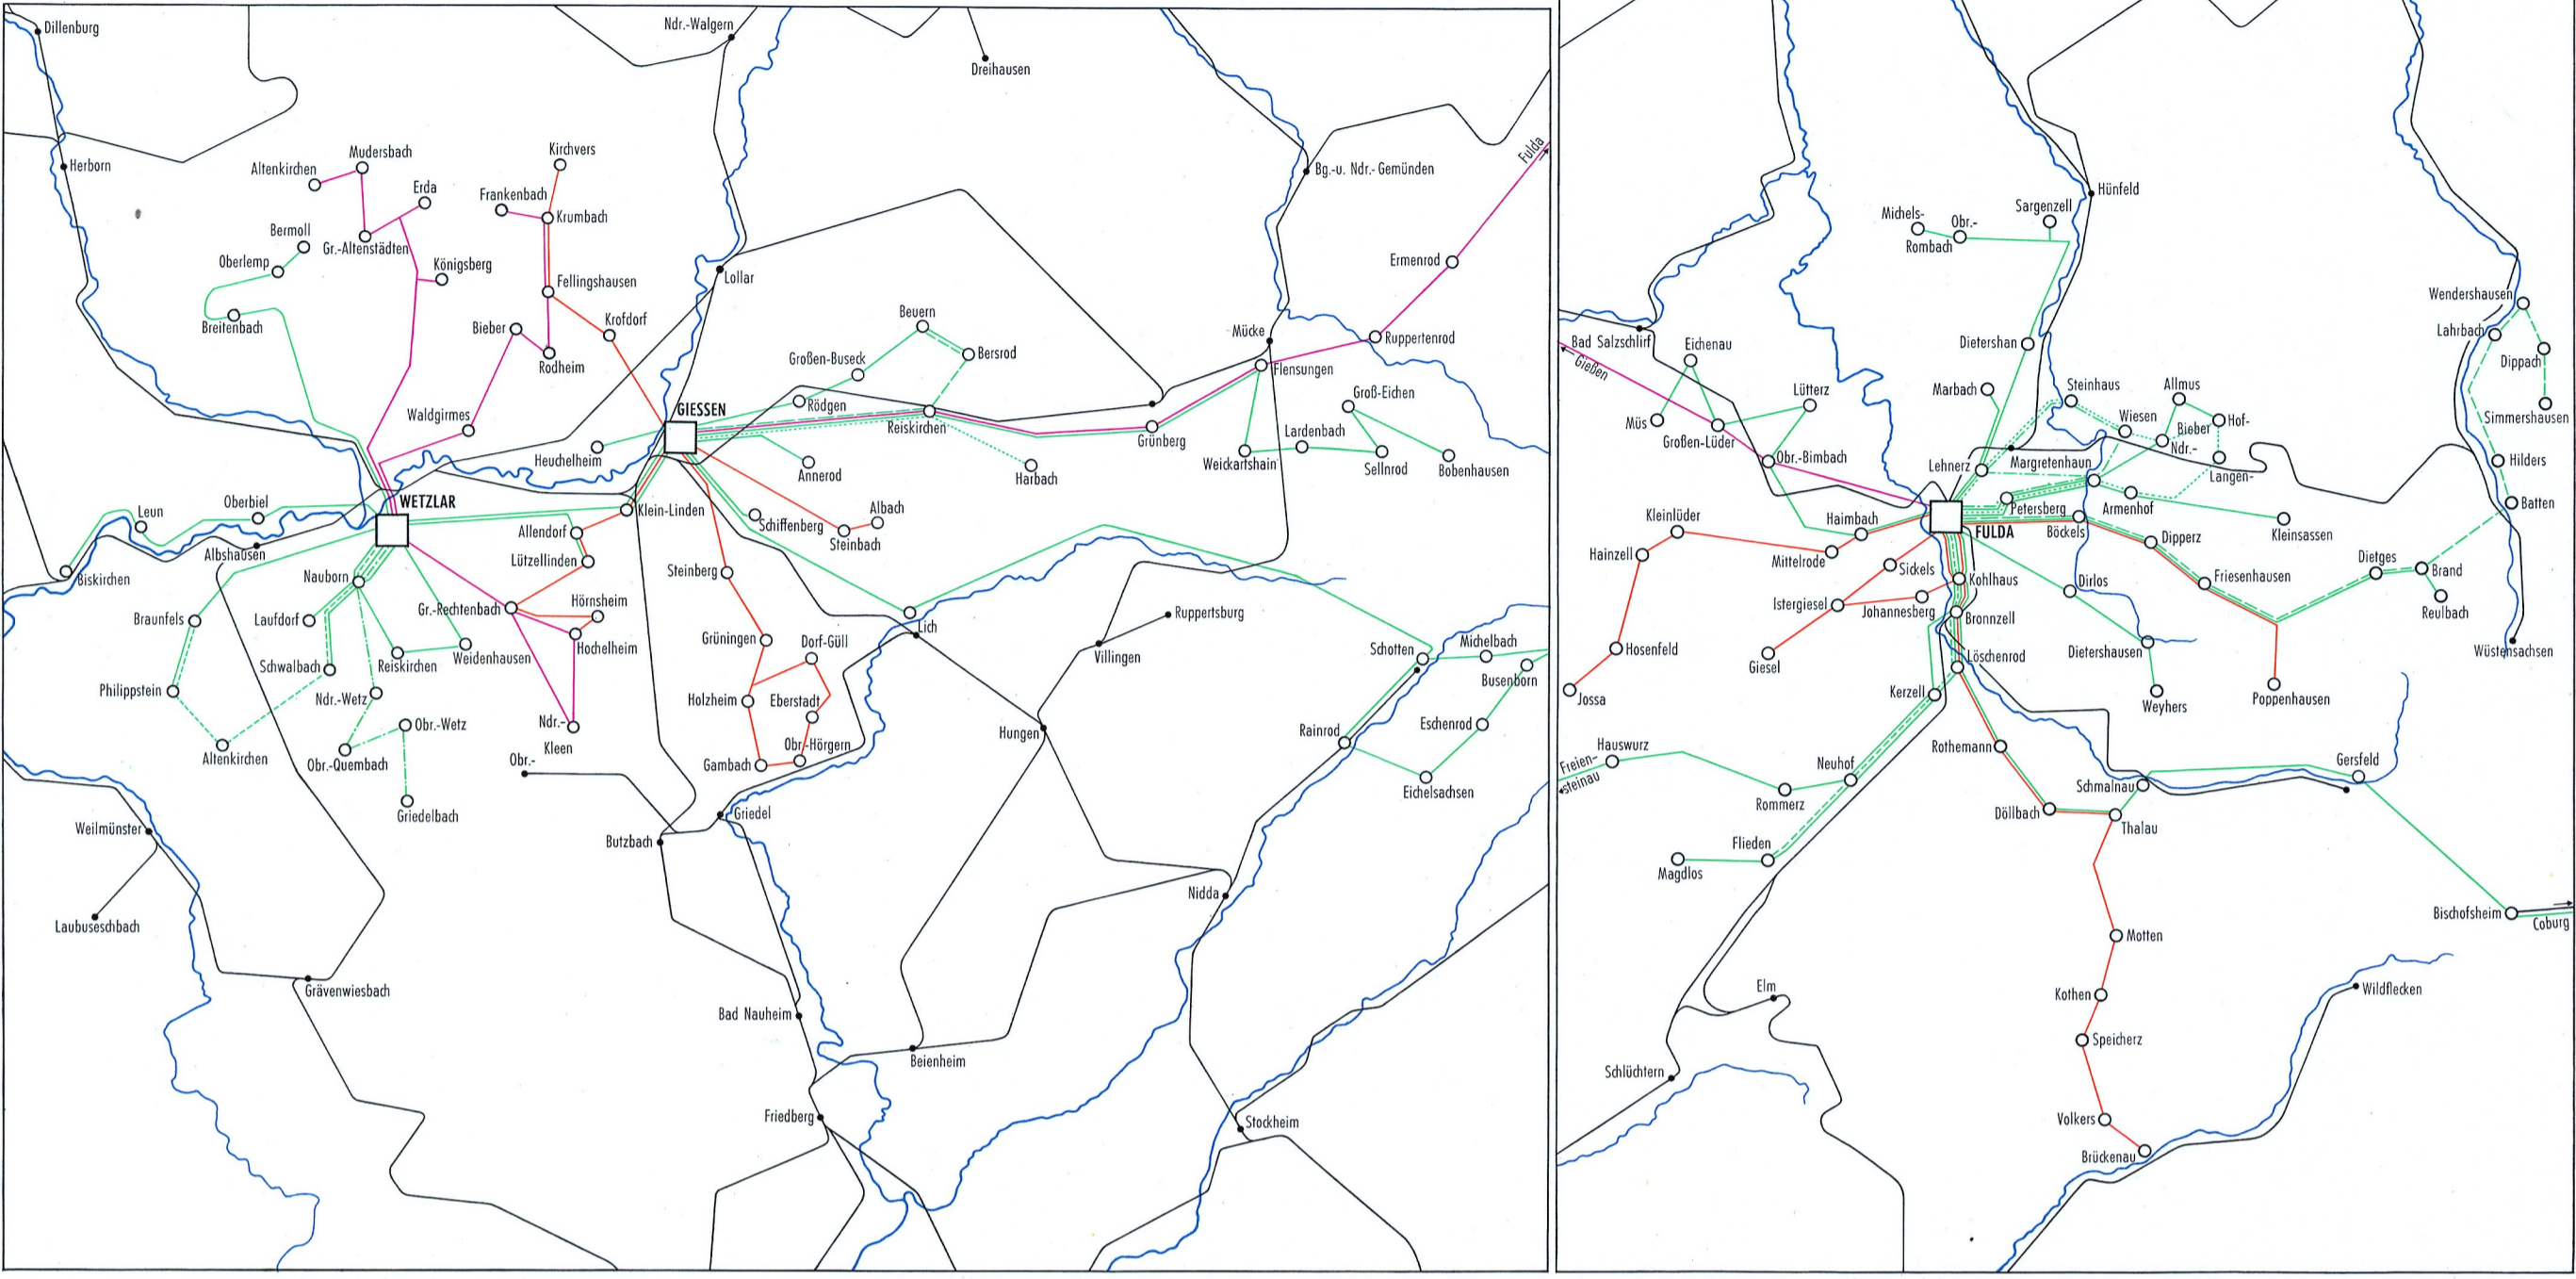 Dillenburg
Ndr.-Walgern
Dreihausen
Herborn
Altenkirchen
Mudersbach
Erda
Kirchvers
Frankenbach
Krumbach
Bermoll
Gr.-Altenstädten
Oberlemp
Königsberg
Fellingshausen
Breitenbach
Bieber
Krofdorf
Rodheim
Waldgirmes
Lollar
Bg.-u. Ndr.-Gemünden
Fulda
Ermenrod
Ruppertenrod
Mücke
Flensungen
Beuern
Bersrod
Großen-Buseck
Rödgen
GIESSEN
Reiskirchen
Grünberg
Groß-Eichen
Lardenbach
Weickartshain
Sellnrod
Bobenhausen
Heuchelheim
Annerod
Harbach
Klein-Linden
Schiffenberg
Albach
Steinbach
WETZLAR
Oberbiel
Leun
Albshausen
Biskirchen
Allendorf
Lützellinden
Nauborn
Braunfels
Laufdorf
Gr.-Rechtenbach
Hörnsheim
Hochelheim
Schwalbach
Reiskirchen
Weidenhausen
Philippstein
Ndr.-Wetz
Obr.-Wetz
Altenkirchen
Obr.-Quembach
Griedelbach
Ndr.-
Kleen
Obr.-
Steinberg
Grüningen
Dorf-Güll
Holzheim
Eberstadt
Obr.-Hörgern
Gambach
Lich
Ruppertsburg
Villingen
Hungen
Schotten
Michelbach
Busenborn
Rainrod
Eschenrod
Eichelsachsen
Weilmünster
Laubuseschbach
Butzbach
Griedel
Nidda
Grävenwiesbach
Bad Nauheim
Beienheim
Friedberg
Stockheim
Hünfeld
Michels-
Rombach
Obr.-
Sargenzell
Wendershausen
Lahrbach
Dippach
Simmershausen
Bad Salzschlirf
Gießen
Eichenau
Dietershan
Lütterz
Marbach
Steinhaus
Allmus
Müs
Großen-Lüder
Wiesen
Bieber
Hof-
Ndr.-
Langen-
Obr.-Bimbach
Lehnerz
Margretenhaun
Hilders
Batten
Kleinlüder
Haimbach
Petersberg
Armenhof
FULDA
Böckels
Kleinsassen
Hainzell
Mittelrode
Dipperz
Sickels
Kohlhaus
Dirlos
Friesenhausen
Dietges
Brand
Reulbach
Istergiesel
Johannesberg
Bronnzell
Hosenfeld
Giesel
Löschenrod
Dietershausen
Wüstensachsen
Jossa
Kerzell
Weyhers
Poppenhausen
Hauswurz
Freien-
steinau
Neuhof
Rothemann
Rommerz
Schmalnau
Gersfeld
Döllbach
Thalau
Flieden
Magdlos
Bischofsheim
Coburg
Motten
Elm
Kothen
Wildflecken
Speicherz
Schlüchtern
Volkers
Brückenau